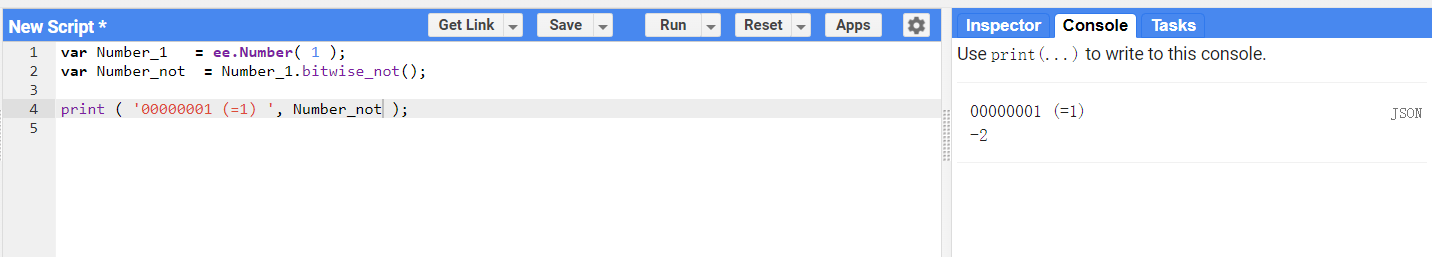 New Script *
Get Link
Save
Run
Reset
Apps
1 var Number_1   = ee.Number( 1 );
2 var Number_not  = Number_1.bitwise_not();
3
4 print ( '00000001 (=1) ', Number_not );
5
Inspector Console Tasks
Use print(...) to write to this console.
00000001 (=1)
JSON
-2